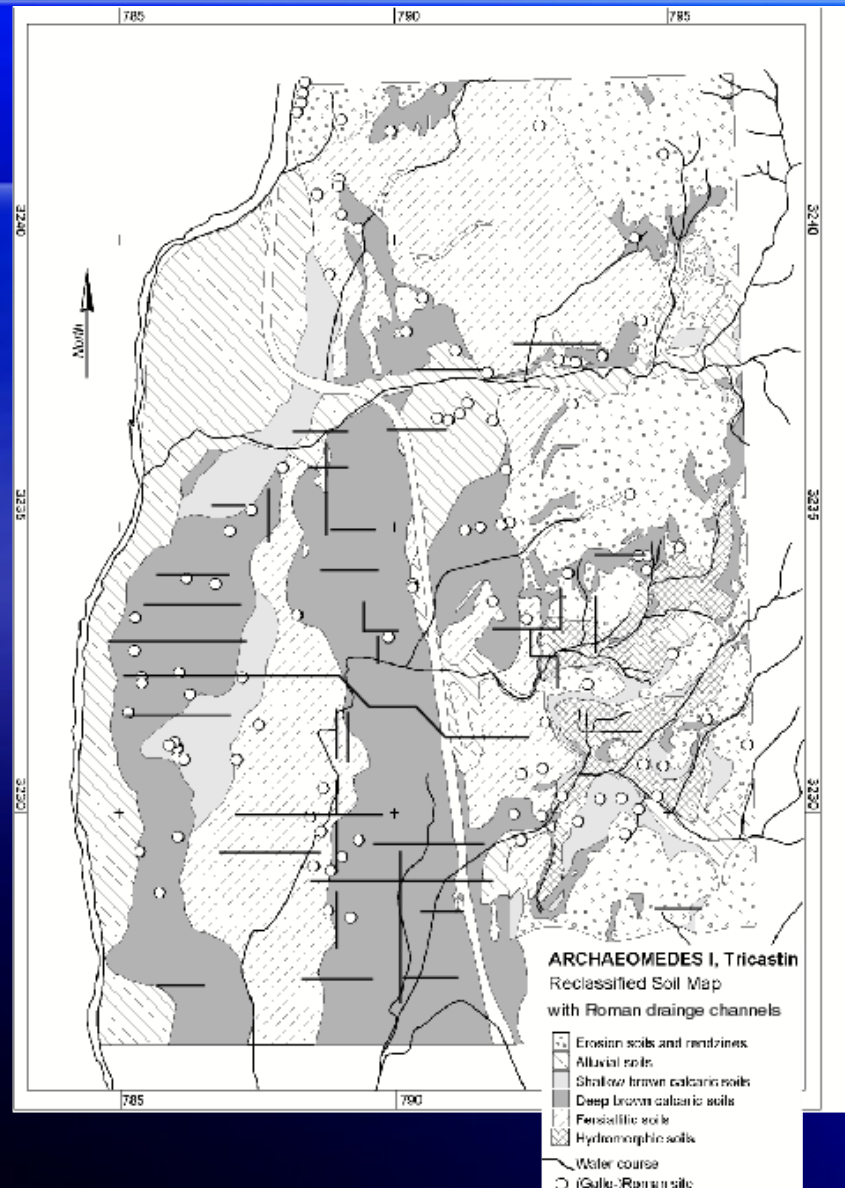 785 790 795
3240 3240
North
3235 3235
3230 3230
ARCHAEOMEDES I, Tricastin
Reclassified Soil Map
with Roman drainge channels
Erosion soils and rendzines
Alluvial soils
Shallow brown calcaric soils
Deep brown calcaric soils
Fersiallitic soils
Hydromorphic soils
Water course
(Gallo-)Roman site
785 790